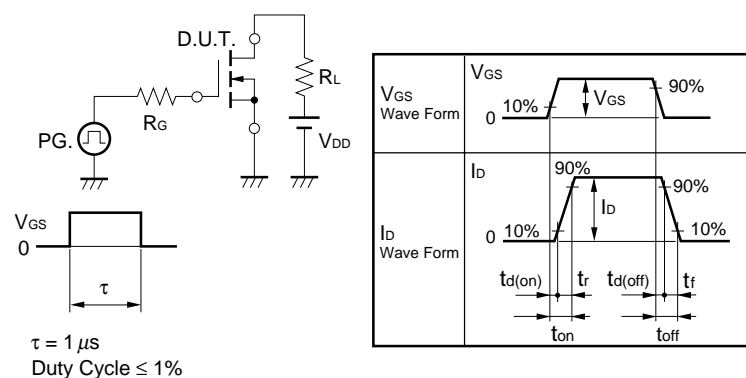 D.U.T.
RL
RG
PG.
VDD
VGS
0
τ
τ = 1 μs
Duty Cycle ≤ 1%
VGS
Wave Form
VGS
10%
0
VGS
90%
ID
Wave Form
ID
90%
90%
ID
10%
0
10%
td(on) tr td(off) tf
ton toff